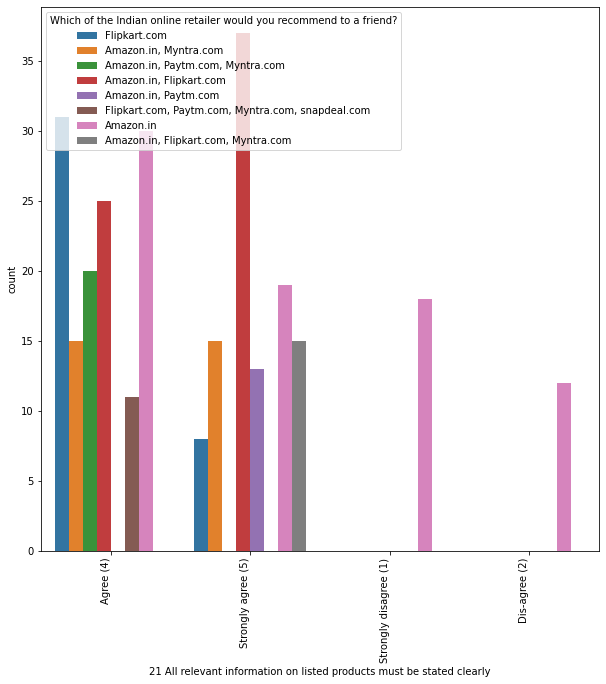 Which of the Indian online retailer would you recommend to a friend?
Flipkart.com
Amazon.in, Myntra.com
Amazon.in, Paytm.com, Myntra.com
Amazon.in, Flipkart.com
Amazon.in, Paytm.com
Flipkart.com, Paytm.com, Myntra.com, snapdeal.com
Amazon.in
Amazon.in, Flipkart.com, Myntra.com
35
30
25
20
15
10
5
0
count
Agree (4)
Strongly agree (5)
Strongly disagree (1)
Dis-agree (2)
21 All relevant information on listed products must be stated clearly